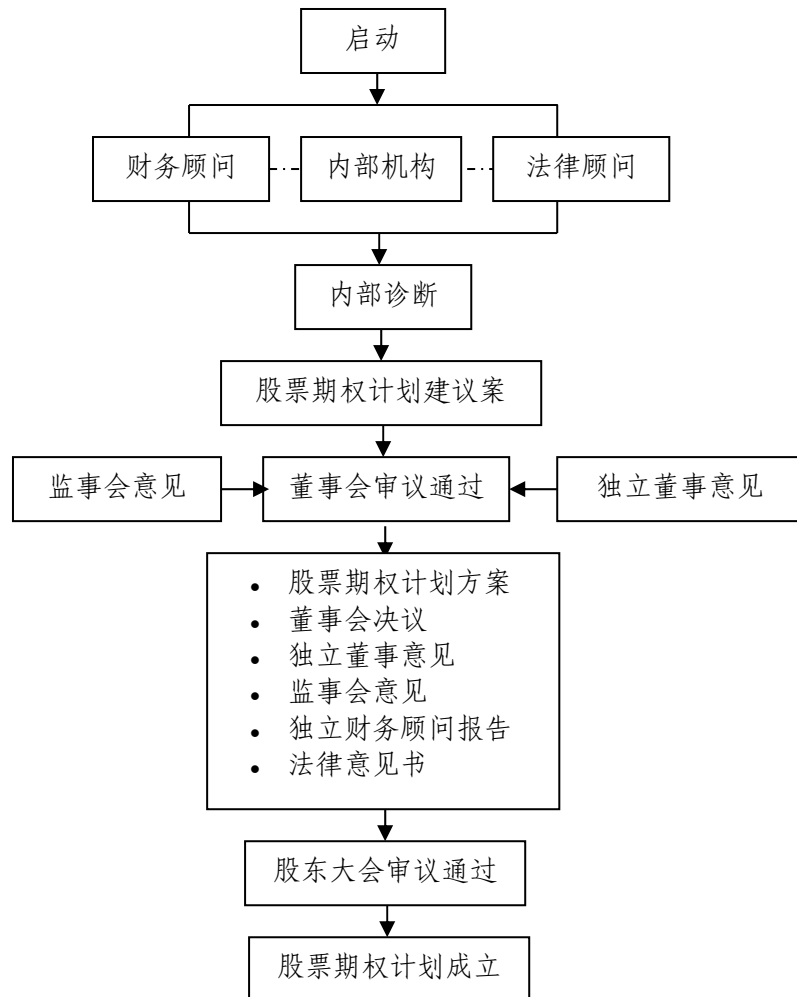 启动
财务顾问
内部机构
法律顾问
内部诊断
股票期权计划建议案
监事会意见
董事会审议通过
独立董事意见
• 股票期权计划方案
• 董事会决议
• 独立董事意见
• 监事会意见
• 独立财务顾问报告
• 法律意见书
股东大会审议通过
股票期权计划成立